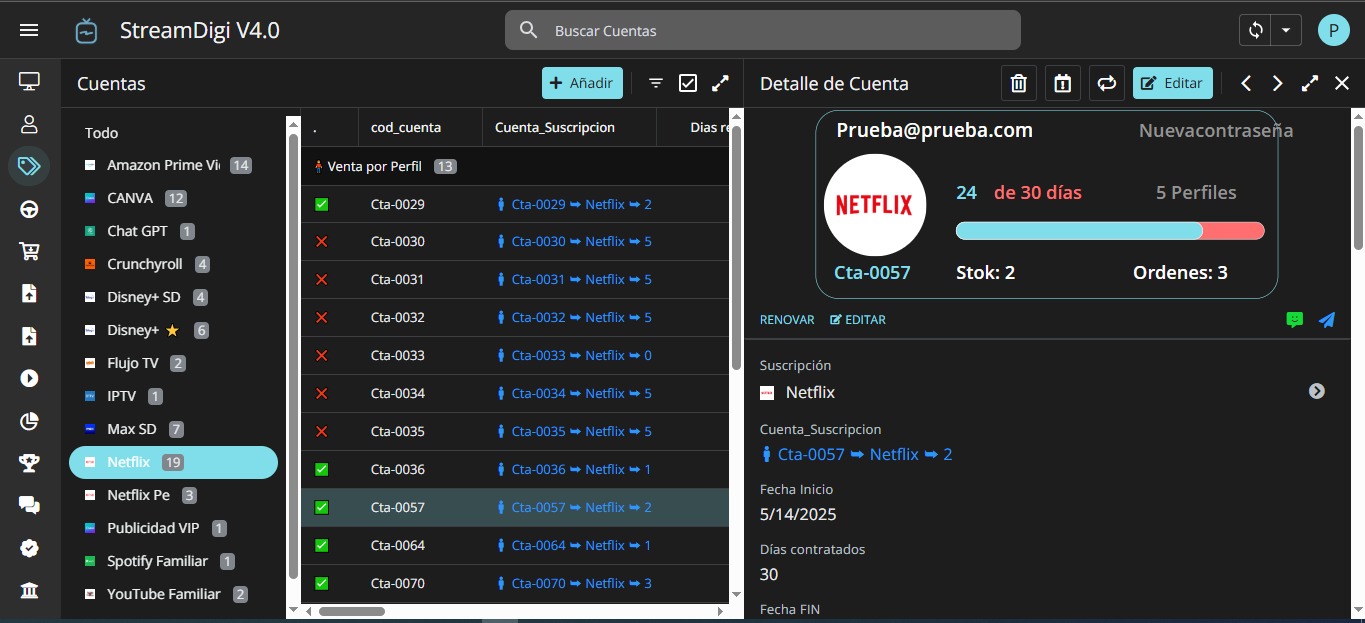 StreamDigi V4.0
Buscar Cuentas
P
Cuentas
+ Añadir
Detalle de Cuenta
Editar
Todo
Amazon Prime Vi 14
CANVA 12
Chat GPT 1
Crunchyroll 4
Disney+ SD 4
Disney+ ⭐ 6
Flujo TV 2
IPTV 1
Max SD 7
Netflix 19
Netflix Pe 3
Publicidad VIP 1
Spotify Familiar 1
YouTube Familiar 2
. cod_cuenta Cuenta_Suscripcion Dias re
Venta por Perfil 13
✅ Cta-0029 Cta-0029 ➥ Netflix ➥ 2
❌ Cta-0030 Cta-0030 ➥ Netflix ➥ 5
❌ Cta-0031 Cta-0031 ➥ Netflix ➥ 5
❌ Cta-0032 Cta-0032 ➥ Netflix ➥ 5
❌ Cta-0033 Cta-0033 ➥ Netflix ➥ 0
❌ Cta-0034 Cta-0034 ➥ Netflix ➥ 5
❌ Cta-0035 Cta-0035 ➥ Netflix ➥ 5
✅ Cta-0036 Cta-0036 ➥ Netflix ➥ 1
✅ Cta-0057 Cta-0057 ➥ Netflix ➥ 2
✅ Cta-0064 Cta-0064 ➥ Netflix ➥ 1
✅ Cta-0070 Cta-0070 ➥ Netflix ➥ 3
Prueba@prueba.com Nuevacontraseña
NETFLIX
24 de 30 días 5 Perfiles
Cta-0057 Stok: 2 Ordenes: 3
RENOVAR EDITAR
Suscripción
Netflix
Cuenta_Suscripcion
Cta-0057 ➥ Netflix ➥ 2
Fecha Inicio
5/14/2025
Días contratados
30
Fecha FIN